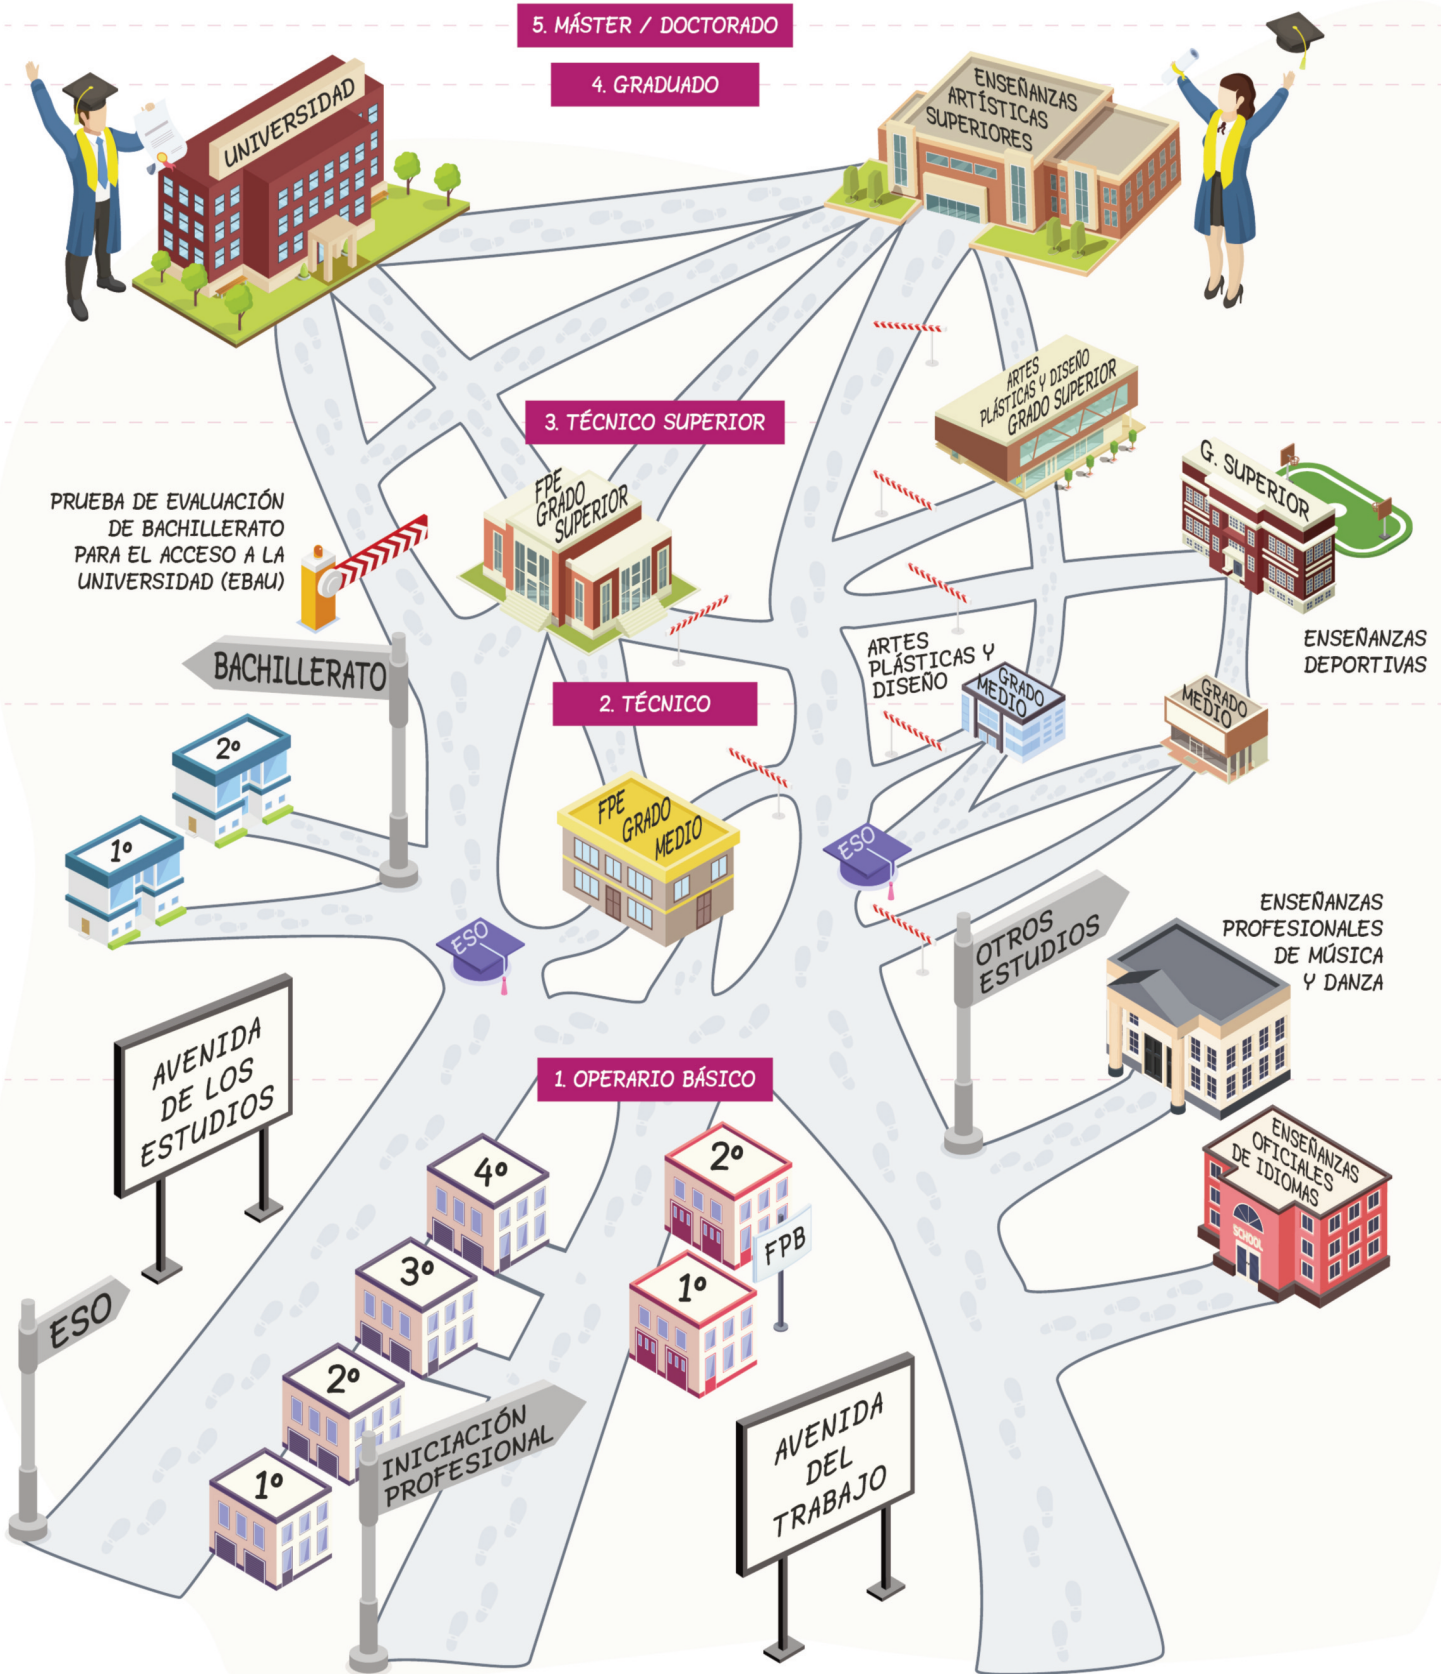 5. MÁSTER / DOCTORADO
4. GRADUADO
UNIVERSIDAD
ENSEÑANZAS
ARTÍSTICAS
SUPERIORES
ARTES
PLÁSTICAS Y DISEÑO
GRADO SUPERIOR
3. TÉCNICO SUPERIOR
G. SUPERIOR
FPE
GRADO
SUPERIOR
PRUEBA DE EVALUACIÓN
DE BACHILLERATO
PARA EL ACCESO A LA
UNIVERSIDAD (EBAU)
ENSEÑANZAS
DEPORTIVAS
BACHILLERATO
ARTES
PLÁSTICAS Y
DISEÑO
GRADO
MEDIO
GRADO
MEDIO
2. TÉCNICO
2º
1º
FPE
GRADO
MEDIO
ESO
ESO
OTROS
ESTUDIOS
ENSEÑANZAS
PROFESIONALES
DE MÚSICA
Y DANZA
AVENIDA
DE LOS
ESTUDIOS
1. OPERARIO BÁSICO
ENSEÑANZAS
OFICIALES
DE IDIOMAS
SCHOOL
4º
3º
2º
1º
2º
1º
FPB
ESO
INICIACIÓN
PROFESIONAL
AVENIDA
DEL
TRABAJO